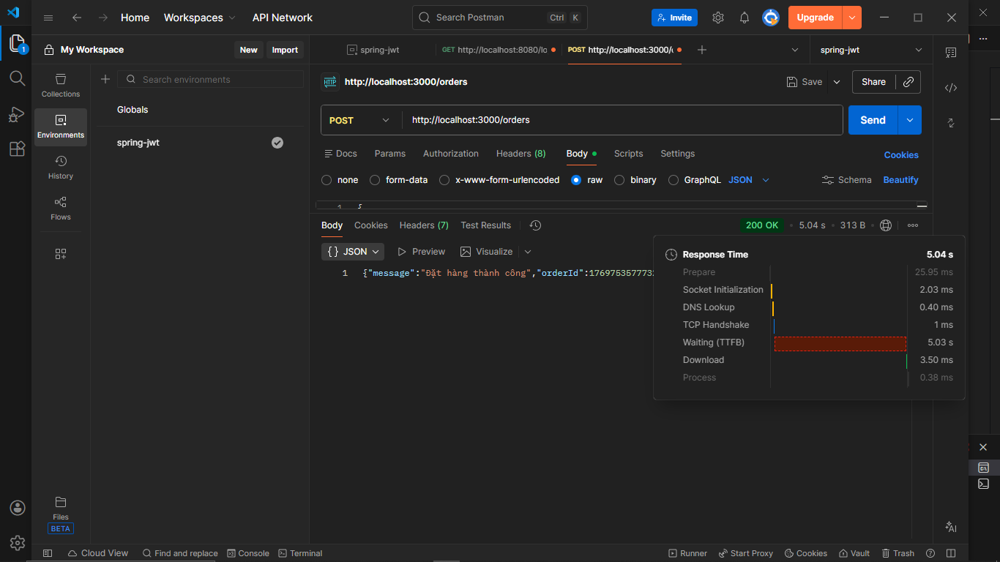 Home
Workspaces
API Network
Search Postman
Ctrl
K
Invite
Upgrade
1
My Workspace
New
Import
spring-jwt
GET http://localhost:8080/lo
POST http://localhost:3000/
spring-jwt
Collections
Environments
History
Flows
Files
BETA
Search environments
Globals
spring-jwt
HTTP
http://localhost:3000/orders
Save
Share
POST
http://localhost:3000/orders
Send
Docs
Params
Authorization
Headers (8)
Body
Scripts
Settings
Cookies
none
form-data
x-www-form-urlencoded
raw
binary
GraphQL
JSON
Schema
Beautify
1 {
Body
Cookies
Headers (7)
Test Results
200 OK
5.04 s
313 B
{} JSON
Preview
Visualize
1 {"message":"Đặt hàng thành công","orderId":176975357773
Response Time 5.04 s
Prepare 25.95 ms
Socket Initialization 2.03 ms
DNS Lookup 0.40 ms
TCP Handshake 1 ms
Waiting (TTFB) 5.03 s
Download 3.50 ms
Process 0.38 ms
AI
Cloud View
Find and replace
Console
Terminal
Runner
Start Proxy
Cookies
Vault
Trash